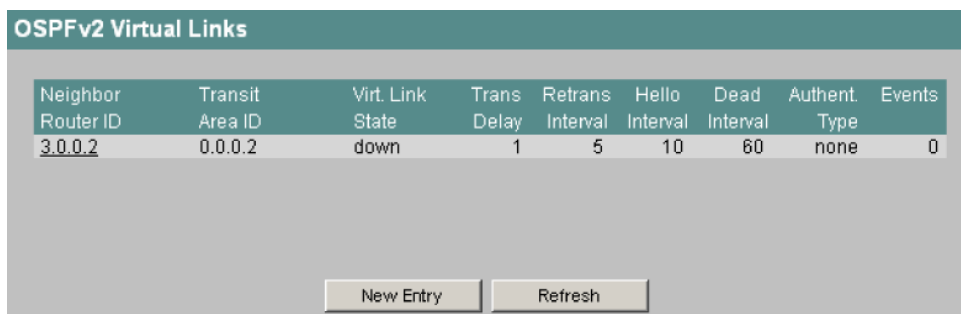 OSPFv2 Virtual Links
Neighbor Transit Virt. Link Trans Retrans Hello Dead Authent. Events
Router ID Area ID State Delay Interval Interval Interval Type
3.0.0.2 0.0.0.2 down 1 5 10 60 none 0
New Entry Refresh